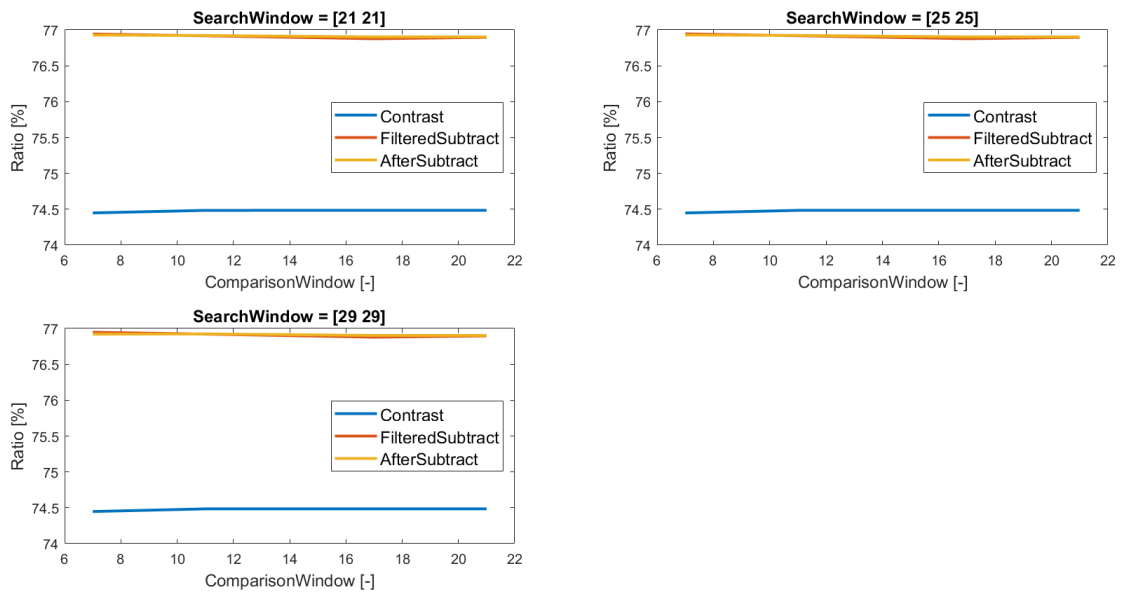 SearchWindow = [21 21]
77
76.5
76
75.5
75
74.5
74
Ratio [%]
Contrast
FilteredSubtract
AfterSubtract
6 8 10 12 14 16 18 20 22
ComparisonWindow [-]
SearchWindow = [25 25]
77
76.5
76
75.5
75
74.5
74
Ratio [%]
Contrast
FilteredSubtract
AfterSubtract
6 8 10 12 14 16 18 20 22
ComparisonWindow [-]
SearchWindow = [29 29]
77
76.5
76
75.5
75
74.5
74
Ratio [%]
Contrast
FilteredSubtract
AfterSubtract
6 8 10 12 14 16 18 20 22
ComparisonWindow [-]